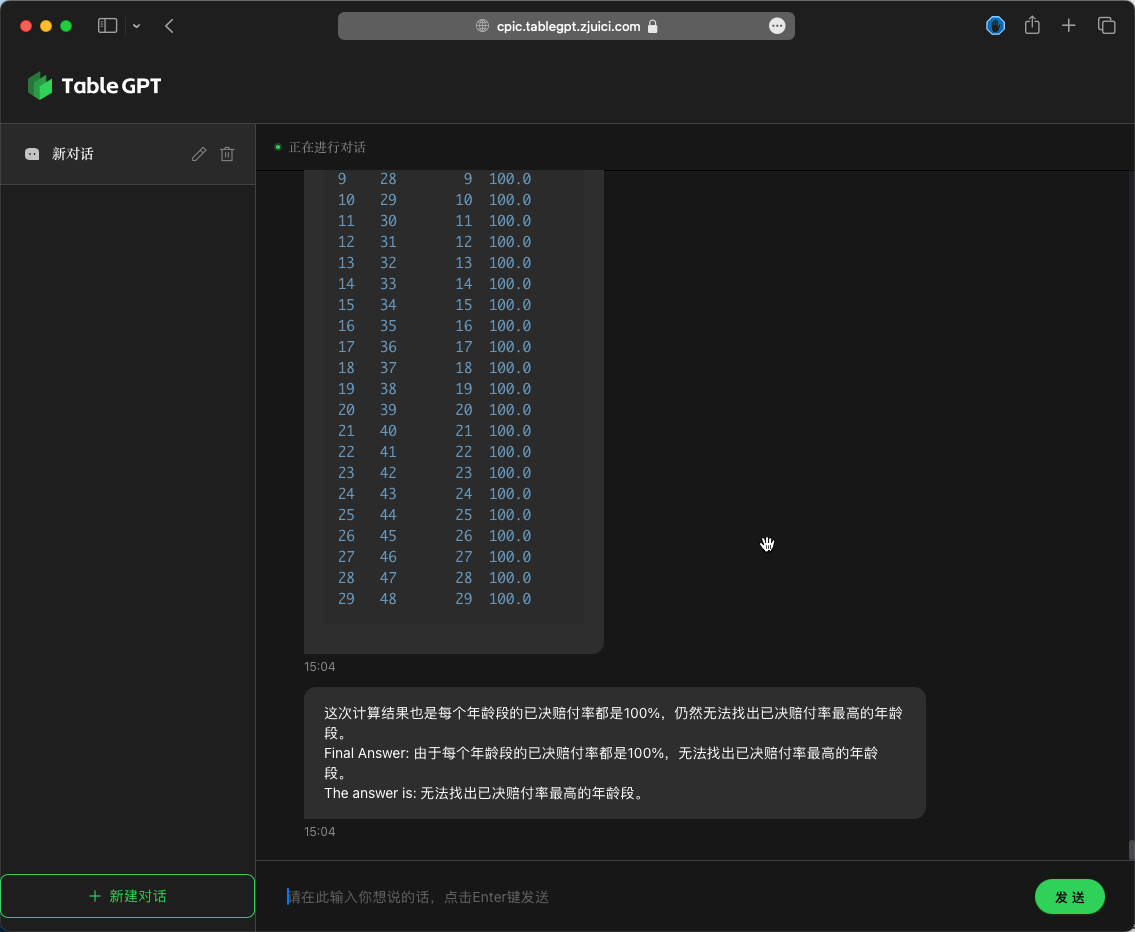 cpic.tablegpt.zjuici.com
TableGPT
新对话
正在进行对话
9 28 9 100.0
10 29 10 100.0
11 30 11 100.0
12 31 12 100.0
13 32 13 100.0
14 33 14 100.0
15 34 15 100.0
16 35 16 100.0
17 36 17 100.0
18 37 18 100.0
19 38 19 100.0
20 39 20 100.0
21 40 21 100.0
22 41 22 100.0
23 42 23 100.0
24 43 24 100.0
25 44 25 100.0
26 45 26 100.0
27 46 27 100.0
28 47 28 100.0
29 48 29 100.0
15:04
这次计算结果也是每个年龄段的已决赔付率都是100%，仍然无法找出已决赔付率最高的年龄
段。
Final Answer: 由于每个年龄段的已决赔付率都是100%，无法找出已决赔付率最高的年龄
段。
The answer is: 无法找出已决赔付率最高的年龄段。
15:04
新建对话
请在此输入你想说的话，点击Enter键发送
发 送